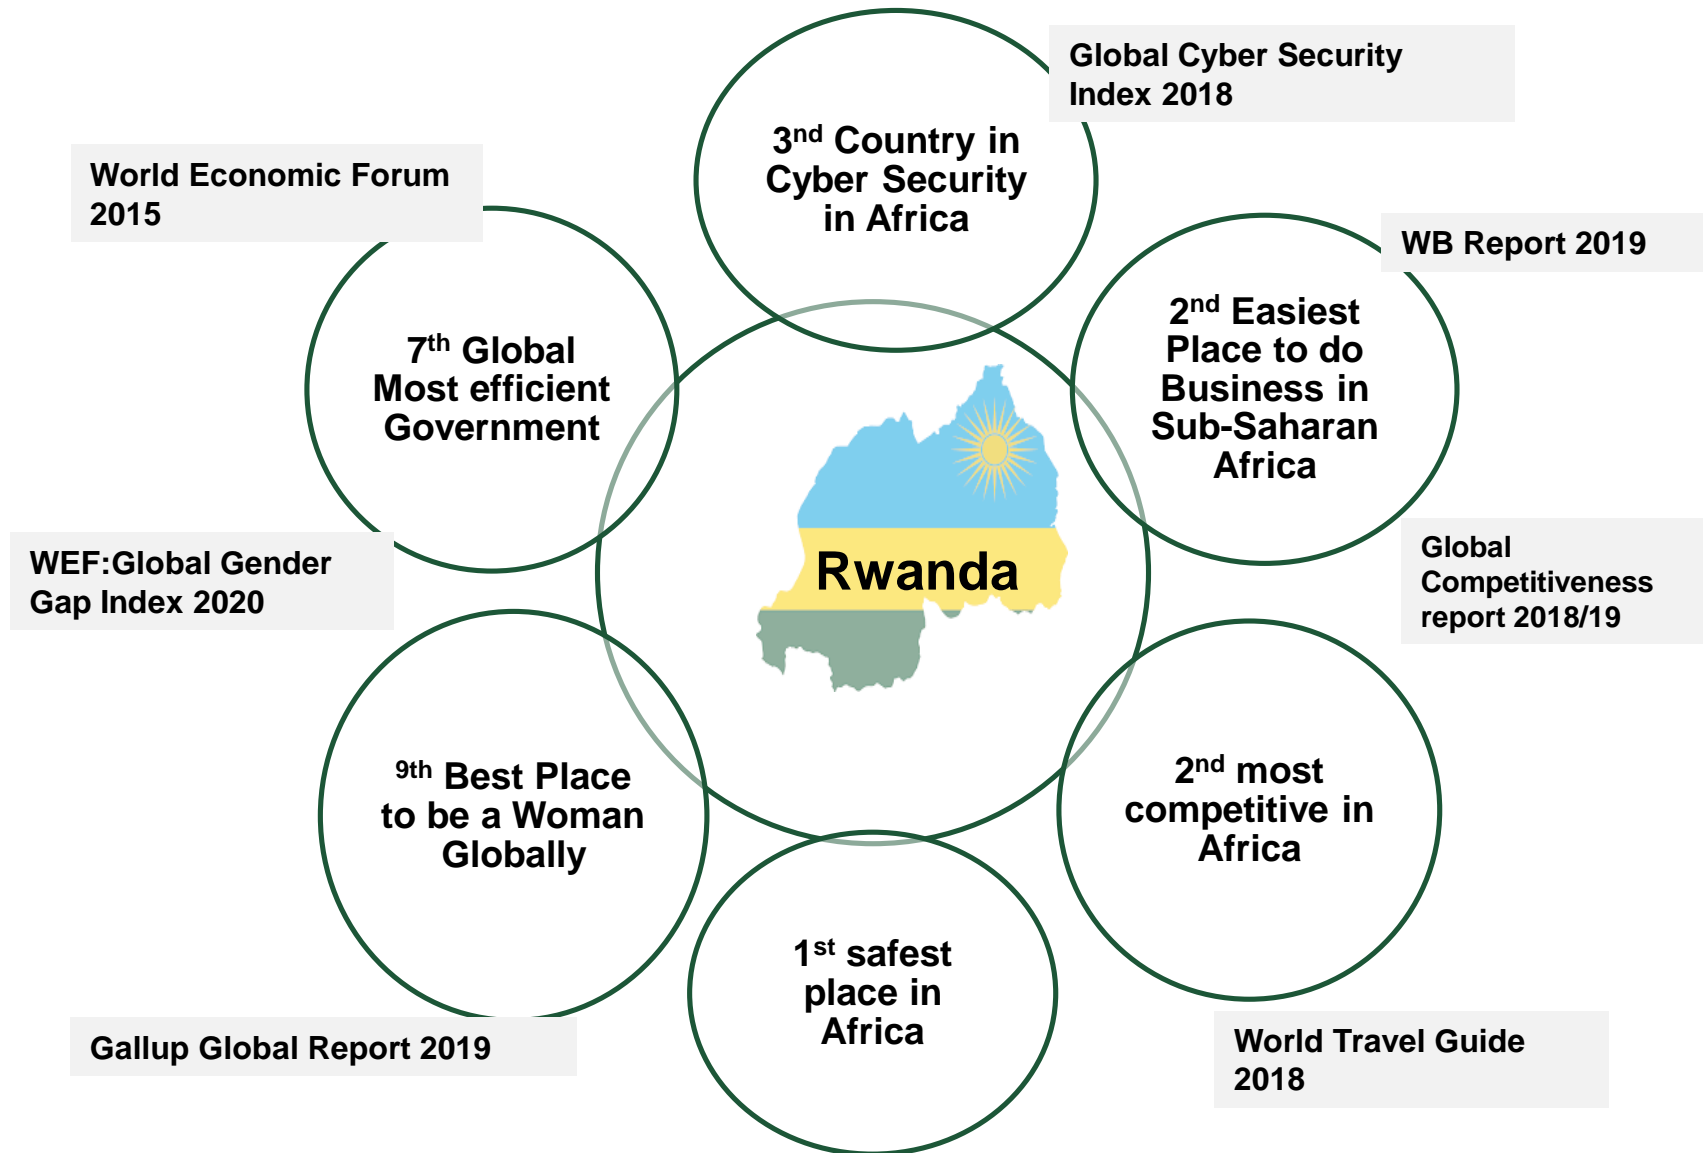 Global Cyber Security
Index 2018
3nd Country in
Cyber Security
in Africa
World Economic Forum
2015
7th Global
Most efficient
Government
WB Report 2019
2nd Easiest
Place to do
Business in
Sub-Saharan
Africa
Rwanda
WEF:Global Gender
Gap Index 2020
9th Best Place
to be a Woman
Globally
Global
Competitiveness
report 2018/19
2nd most
competitive in
Africa
1st safest
place in
Africa
Gallup Global Report 2019
World Travel Guide
2018